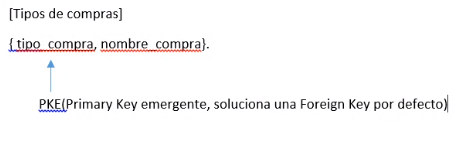 [Tipos de compras]
{ tipo_compra, nombre_compra}.
PKE(Primary Key emergente, soluciona una Foreign Key por defecto)